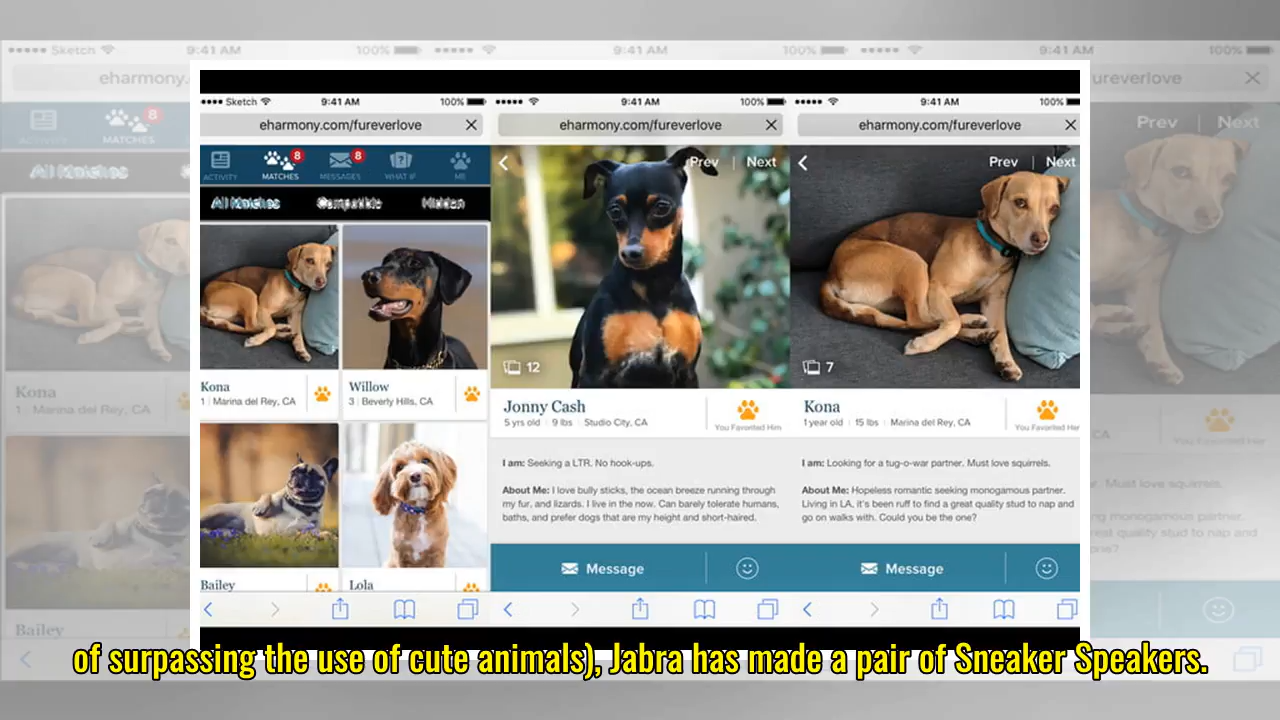 Sketch 9:41 AM 100%
eharmony.com/fureverlove
8 8
ACTIVITY MATCHES MESSAGES WHAT IF ME
All Matches Compatible Hidden
Kona
1 | Marina del Rey, CA
Willow
3 | Beverly Hills, CA
Bailey
Lola
9:41 AM 100%
eharmony.com/fureverlove
Prev | Next
12
Jonny Cash
5 yrs old | 9 lbs | Studio City, CA
You Favorited Him
I am: Seeking a LTR. No hook-ups.
About Me: I love bully sticks, the ocean breeze running through
my fur, and lizards. I live in the now. Can barely tolerate humans,
baths, and prefer dogs that are my height and short-haired.
Message
9:41 AM 100%
eharmony.com/fureverlove
Prev | Next
7
Kona
1 year old | 15 lbs | Marina del Rey, CA
You Favorited Her
I am: Looking for a tug-o-war partner. Must love squirrels.
About Me: Hopeless romantic seeking monogamous partner.
Living in LA, it's been ruff to find a great quality stud to nap and
go on walks with. Could you be the one?
Message
of surpassing the use of cute animals), Jabra has made a pair of Sneaker Speakers.